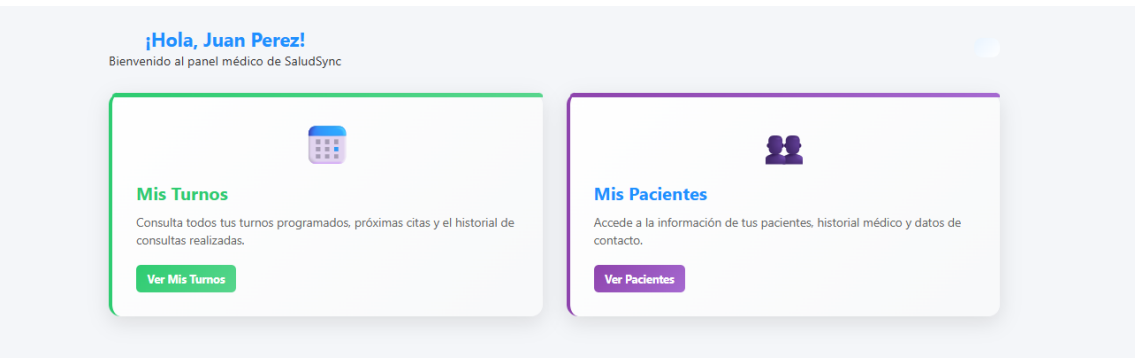 ¡Hola, Juan Perez!
Bienvenido al panel médico de SaludSync
Mis Turnos
Consulta todos tus turnos programados, próximas citas y el historial de
consultas realizadas.
Ver Mis Turnos
Mis Pacientes
Accede a la información de tus pacientes, historial médico y datos de
contacto.
Ver Pacientes